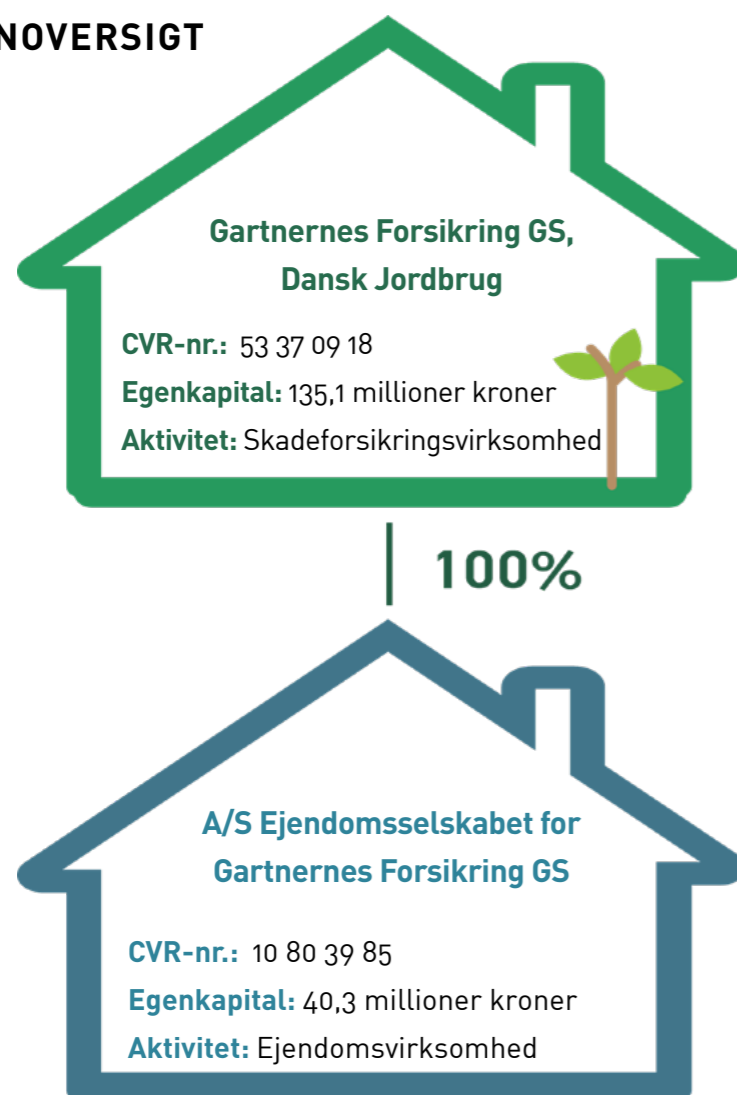 NOVERSIGT
Gartnernes Forsikring GS,
Dansk Jordbrug
CVR-nr.: 53 37 09 18
Egenkapital: 135,1 millioner kroner
Aktivitet: Skadeforsikringsvirksomhed
100%
A/S Ejendomsselskabet for
Gartnernes Forsikring GS
CVR-nr.: 10 80 39 85
Egenkapital: 40,3 millioner kroner
Aktivitet: Ejendomsvirksomhed